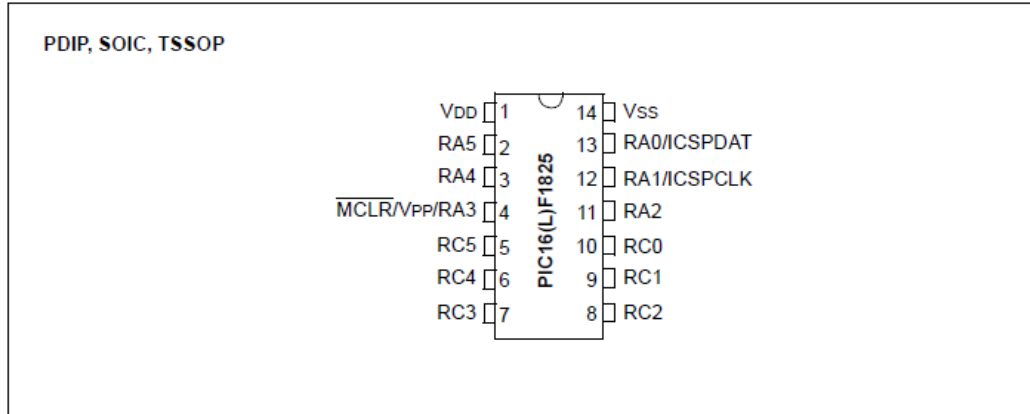 PDIP, SOIC, TSSOP
VDD 1 14 VSS
RA5 2 13 RA0/ICSPDAT
RA4 3 12 RA1/ICSPCLK
MCLR/VPP/RA3 4 11 RA2
RC5 5 10 RC0
RC4 6 9 RC1
RC3 7 8 RC2
PIC16(L)F1825